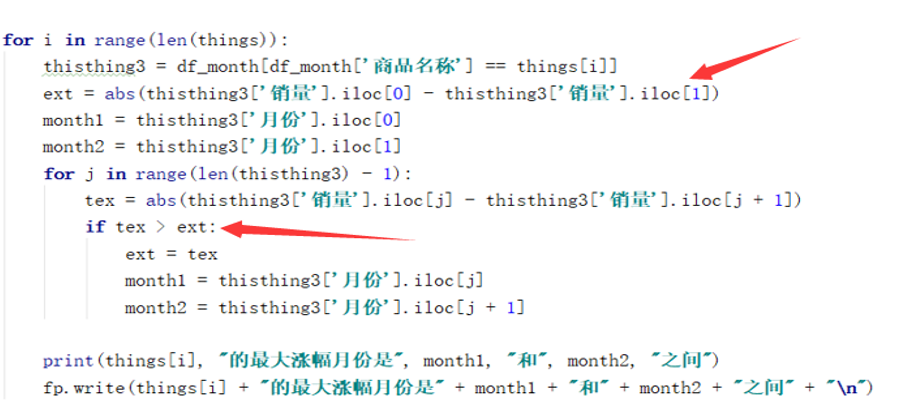 for i in range(len(things)):
    thisthing3 = df_month[df_month['商品名称'] == things[i]]
    ext = abs(thisthing3['销量'].iloc[0] - thisthing3['销量'].iloc[1])
    month1 = thisthing3['月份'].iloc[0]
    month2 = thisthing3['月份'].iloc[1]
    for j in range(len(thisthing3) - 1):
        tex = abs(thisthing3['销量'].iloc[j] - thisthing3['销量'].iloc[j + 1])
        if tex > ext:
            ext = tex
            month1 = thisthing3['月份'].iloc[j]
            month2 = thisthing3['月份'].iloc[j + 1]
    print(things[i], "的最大涨幅月份是", month1, "和", month2, "之间")
    fp.write(things[i] + "的最大涨幅月份是" + month1 + "和" + month2 + "之间" + "\n")